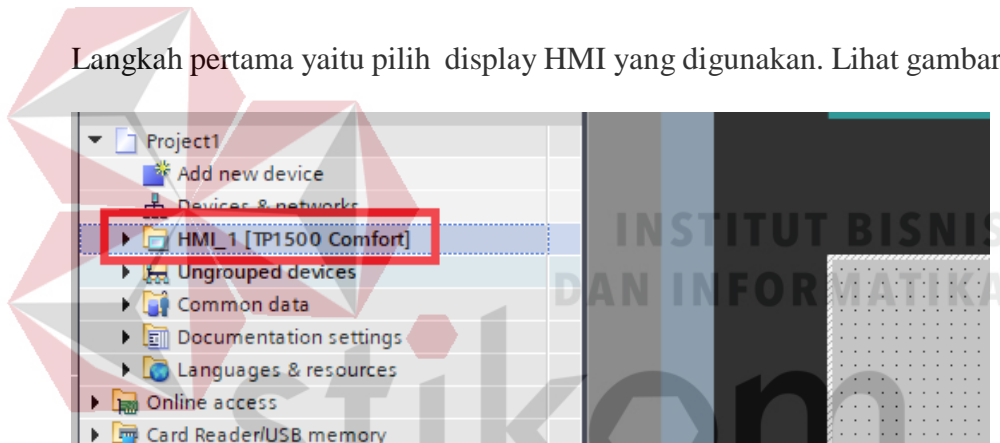 Langkah pertama yaitu pilih display HMI yang digunakan. Lihat gambar
Project1
Add new device
Devices & networks
HMI_1 [TP1500 Comfort]
Ungrouped devices
Common data
Documentation settings
Languages & resources
Online access
Card Reader/USB memory
INSTITUT BISNIS
DAN INFORMATIKA
stikom